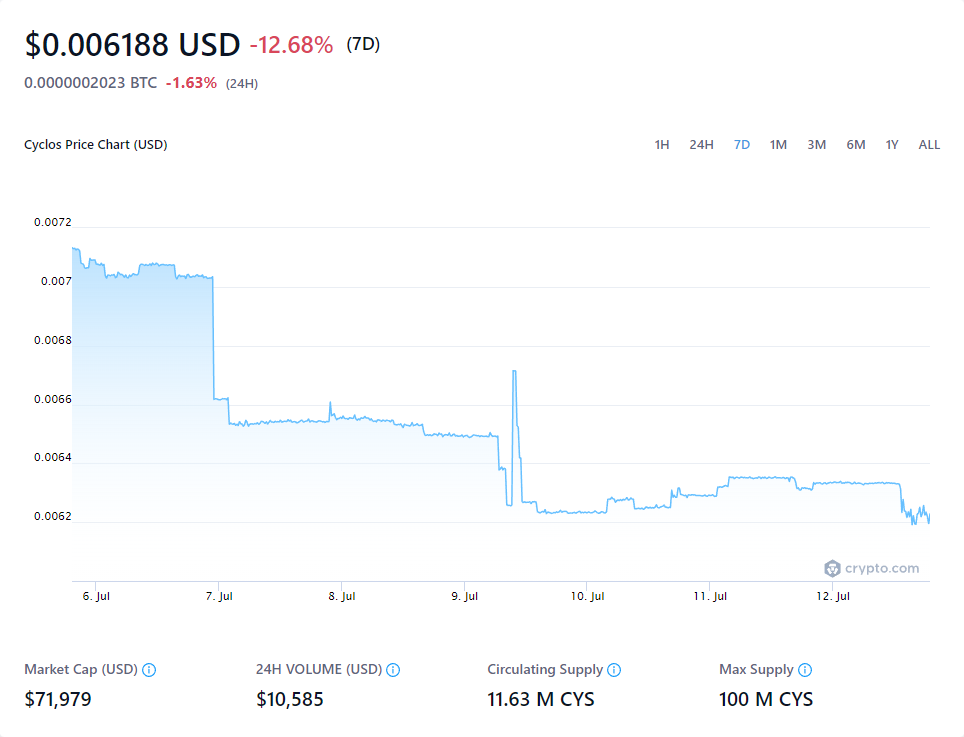 $0.006188 USD -12.68% (7D)
0.0000002023 BTC -1.63% (24H)
Cyclos Price Chart (USD) 1H 24H 7D 1M 3M 6M 1Y ALL
0.0072
0.007
0.0068
0.0066
0.0064
0.0062
crypto.com
6. Jul 7. Jul 8. Jul 9. Jul 10. Jul 11. Jul 12. Jul
Market Cap (USD) 24H VOLUME (USD) Circulating Supply Max Supply
$71,979 $10,585 11.63 M CYS 100 M CYS